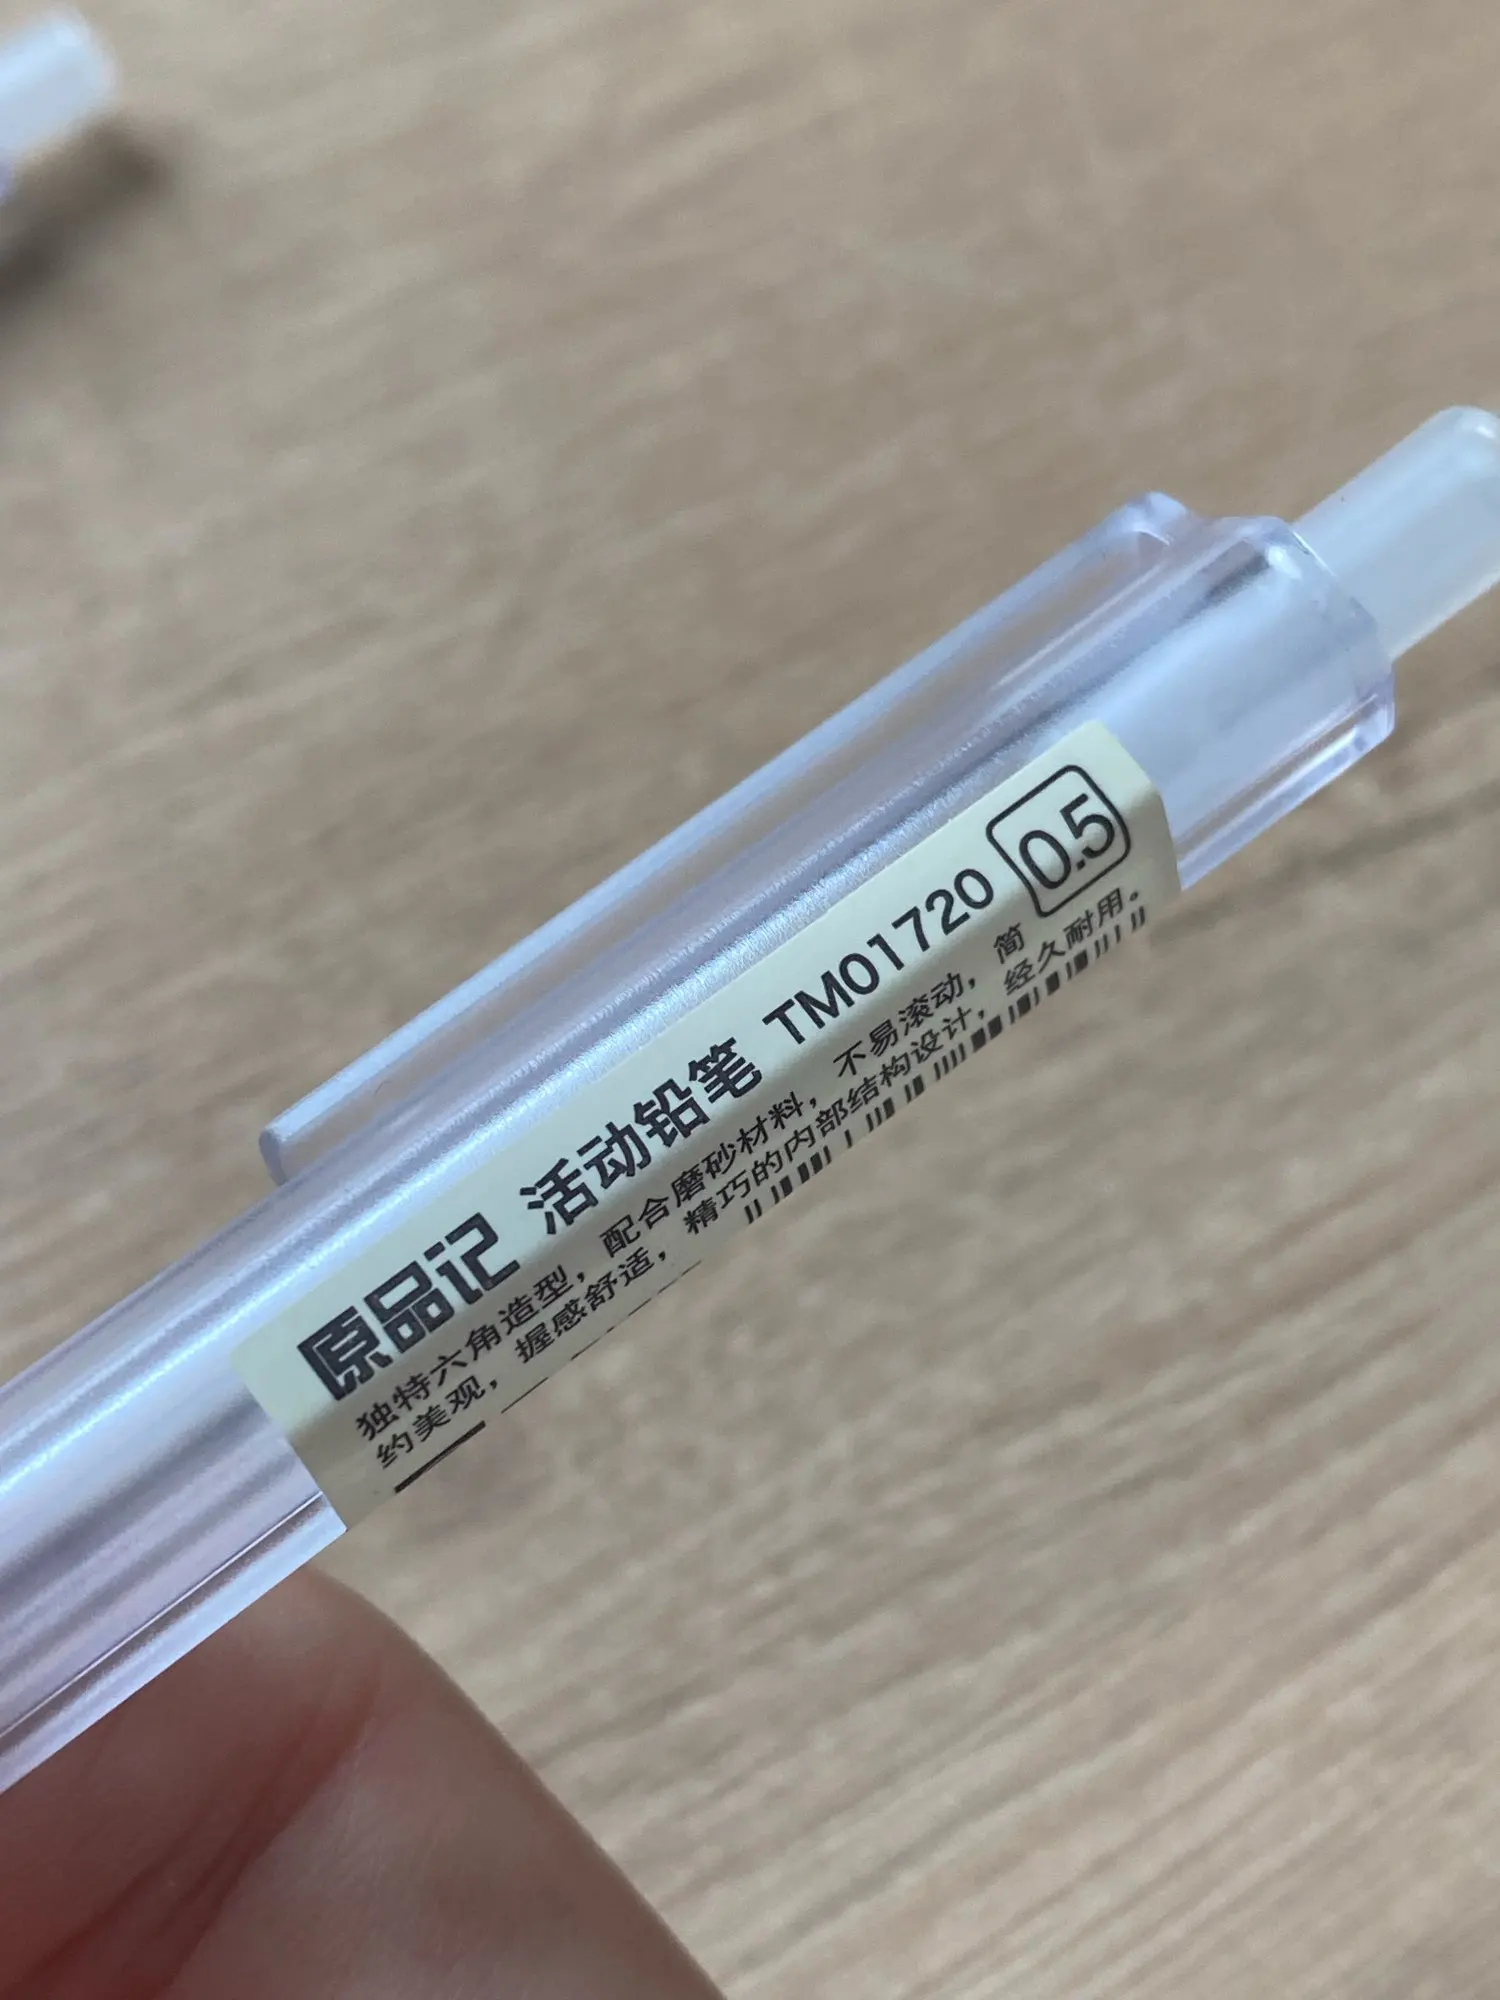 原品记 活动铅笔 TM01720 0.5
独特六角造型，配合磨砂材料，不易滚动，简
约美观，握感舒适，精巧的内部结构设计，经久耐用。